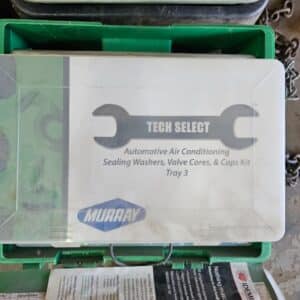 TECH SELECT
Automotive Air Conditioning
Sealing Washers, Valve Cores, & Caps Kit
Tray 3
MURRAY